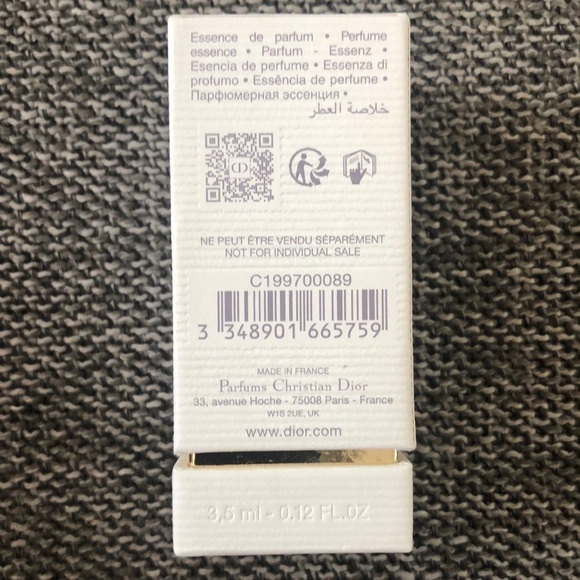 Essence de parfum • Perfume
essence • Parfum - Essenz •
Esencia de perfume • Essenza di
profumo • Essência de perfume •
Парфюмерная эссенция •
خلاصة العطر
CD
NE PEUT ÊTRE VENDU SÉPARÉMENT
NOT FOR INDIVIDUAL SALE
C199700089
3 348901 665759
MADE IN FRANCE
Parfums Christian Dior
33, avenue Hoche - 75008 Paris - France
W1S 2UE, UK
www.dior.com
3,5 ml - 0.12 FL.OZ